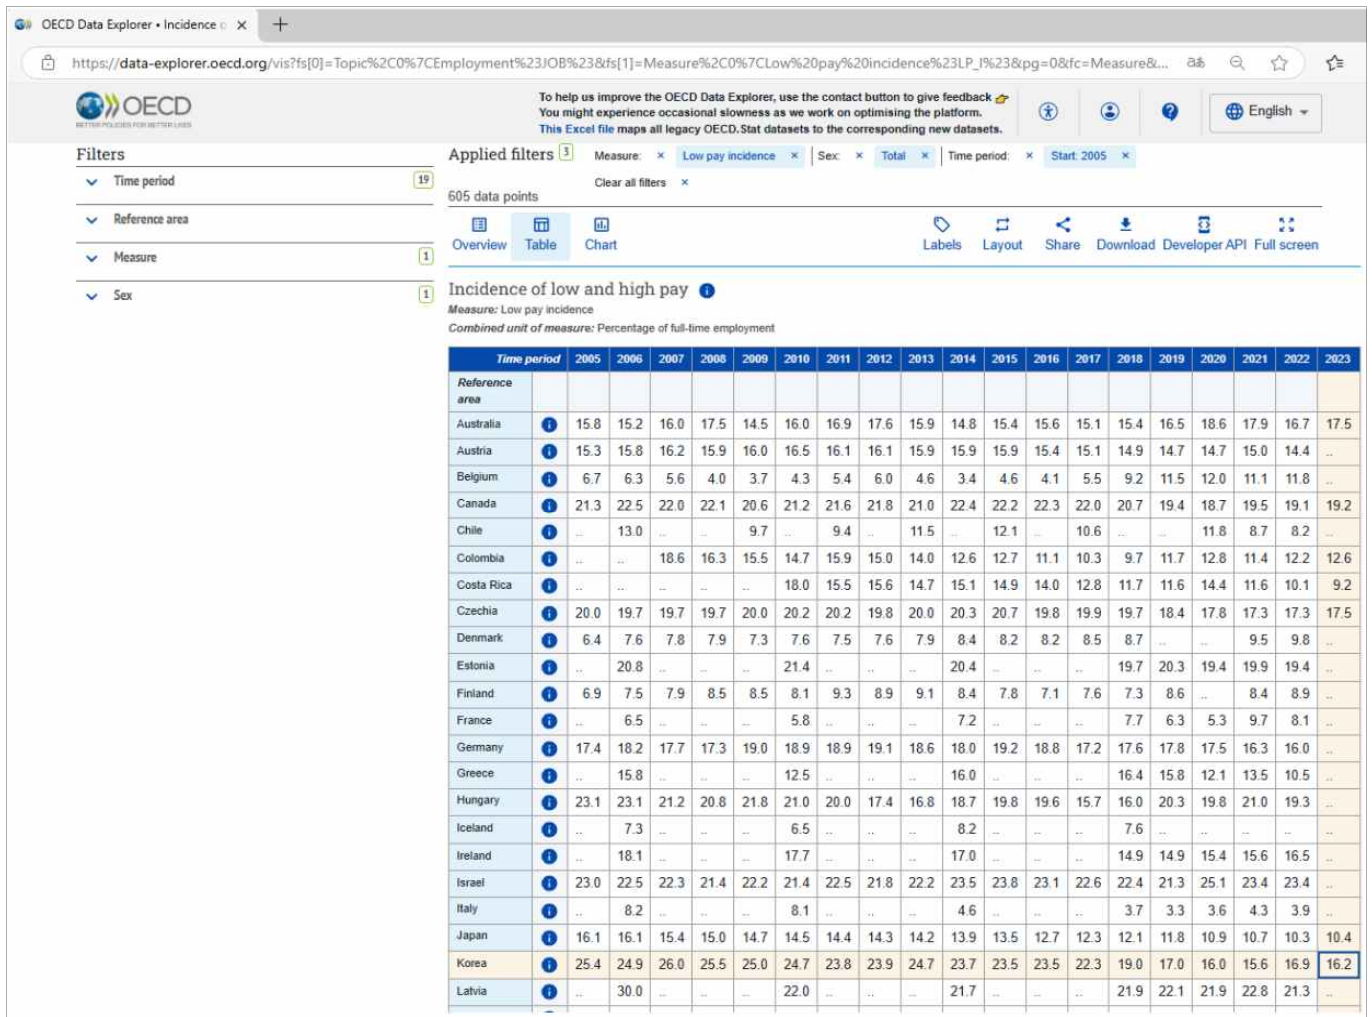 OECD Data Explorer • Incidence o
https://data-explorer.oecd.org/vis?fs[0]=Topic%2C0%7CEmployment%23JOB%23&fs[1]=Measure%2C0%7CLow%20pay%20incidence%23LP_I%23&pg=0&fc=Measure&...
OECD
BETTER POLICIES FOR BETTER LIVES
To help us improve the OECD Data Explorer, use the contact button to give feedback 👉
You might experience occasional slowness as we work on optimising the platform.
This Excel file maps all legacy OECD.Stat datasets to the corresponding new datasets.
English
Filters
Time period 19
Reference area
Measure 1
Sex 1
Applied filters 3 Measure: × Low pay incidence × Sex: × Total × Time period: × Start: 2005 ×
Clear all filters ×
605 data points
Overview Table Chart Labels Layout Share Download Developer API Full screen
Incidence of low and high pay
Measure: Low pay incidence
Combined unit of measure: Percentage of full-time employment
Time period 2005 2006 2007 2008 2009 2010 2011 2012 2013 2014 2015 2016 2017 2018 2019 2020 2021 2022 2023
Reference
area
Australia 15.8 15.2 16.0 17.5 14.5 16.0 16.9 17.6 15.9 14.8 15.4 15.6 15.1 15.4 16.5 18.6 17.9 16.7 17.5
Austria 15.3 15.8 16.2 15.9 16.0 16.5 16.1 16.1 15.9 15.9 15.9 15.4 15.1 14.9 14.7 14.7 15.0 14.4 ..
Belgium 6.7 6.3 5.6 4.0 3.7 4.3 5.4 6.0 4.6 3.4 4.6 4.1 5.5 9.2 11.5 12.0 11.1 11.8 ..
Canada 21.3 22.5 22.0 22.1 20.6 21.2 21.6 21.8 21.0 22.4 22.2 22.3 22.0 20.7 19.4 18.7 19.5 19.1 19.2
Chile .. 13.0 .. .. 9.7 .. 9.4 .. 11.5 .. 12.1 .. 10.6 .. .. 11.8 8.7 8.2 ..
Colombia .. .. 18.6 16.3 15.5 14.7 15.9 15.0 14.0 12.6 12.7 11.1 10.3 9.7 11.7 12.8 11.4 12.2 12.6
Costa Rica .. .. .. .. .. 18.0 15.5 15.6 14.7 15.1 14.9 14.0 12.8 11.7 11.6 14.4 11.6 10.1 9.2
Czechia 20.0 19.7 19.7 19.7 20.0 20.2 20.2 19.8 20.0 20.3 20.7 19.8 19.9 19.7 18.4 17.8 17.3 17.3 17.5
Denmark 6.4 7.6 7.8 7.9 7.3 7.6 7.5 7.6 7.9 8.4 8.2 8.2 8.5 8.7 .. .. 9.5 9.8 ..
Estonia .. 20.8 .. .. .. 21.4 .. .. .. 20.4 .. .. .. 19.7 20.3 19.4 19.9 19.4 ..
Finland 6.9 7.5 7.9 8.5 8.5 8.1 9.3 8.9 9.1 8.4 7.8 7.1 7.6 7.3 8.6 .. 8.4 8.9 ..
France .. 6.5 .. .. .. 5.8 .. .. .. 7.2 .. .. .. 7.7 6.3 5.3 9.7 8.1 ..
Germany 17.4 18.2 17.7 17.3 19.0 18.9 18.9 19.1 18.6 18.0 19.2 18.8 17.2 17.6 17.8 17.5 16.3 16.0 ..
Greece .. 15.8 .. .. .. 12.5 .. .. .. 16.0 .. .. .. 16.4 15.8 12.1 13.5 10.5 ..
Hungary 23.1 23.1 21.2 20.8 21.8 21.0 20.0 17.4 16.8 18.7 19.8 19.6 15.7 16.0 20.3 19.8 21.0 19.3 ..
Iceland .. 7.3 .. .. .. 6.5 .. .. .. 8.2 .. .. .. 7.6 .. .. .. .. ..
Ireland .. 18.1 .. .. .. 17.7 .. .. .. 17.0 .. .. .. 14.9 14.9 15.4 15.6 16.5 ..
Israel 23.0 22.5 22.3 21.4 22.2 21.4 22.5 21.8 22.2 23.5 23.8 23.1 22.6 22.4 21.3 25.1 23.4 23.4 ..
Italy .. 8.2 .. .. .. 8.1 .. .. .. 4.6 .. .. .. 3.7 3.3 3.6 4.3 3.9 ..
Japan 16.1 16.1 15.4 15.0 14.7 14.5 14.4 14.3 14.2 13.9 13.5 12.7 12.3 12.1 11.8 10.9 10.7 10.3 10.4
Korea 25.4 24.9 26.0 25.5 25.0 24.7 23.8 23.9 24.7 23.7 23.5 23.5 22.3 19.0 17.0 16.0 15.6 16.9 16.2
Latvia .. 30.0 .. .. .. 22.0 .. .. .. 21.7 .. .. .. 21.9 22.1 21.9 22.8 21.3 ..